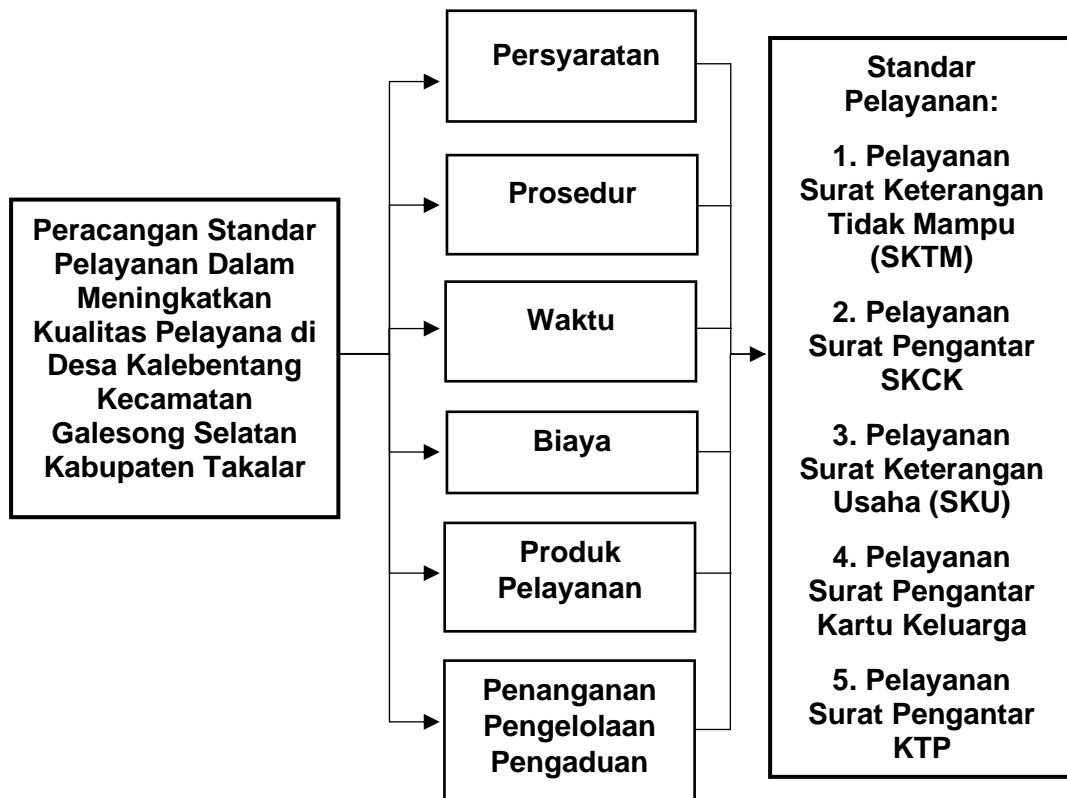 Peracangan Standar
Pelayanan Dalam
Meningkatkan
Kualitas Pelayana di
Desa Kalebentang
Kecamatan
Galesong Selatan
Kabupaten Takalar
Persyaratan
Prosedur
Waktu
Biaya
Produk
Pelayanan
Penanganan
Pengelolaan
Pengaduan
Standar
Pelayanan:
1. Pelayanan
Surat Keterangan
Tidak Mampu
(SKTM)
2. Pelayanan
Surat Pengantar
SKCK
3. Pelayanan
Surat Keterangan
Usaha (SKU)
4. Pelayanan
Surat Pengantar
Kartu Keluarga
5. Pelayanan
Surat Pengantar
KTP